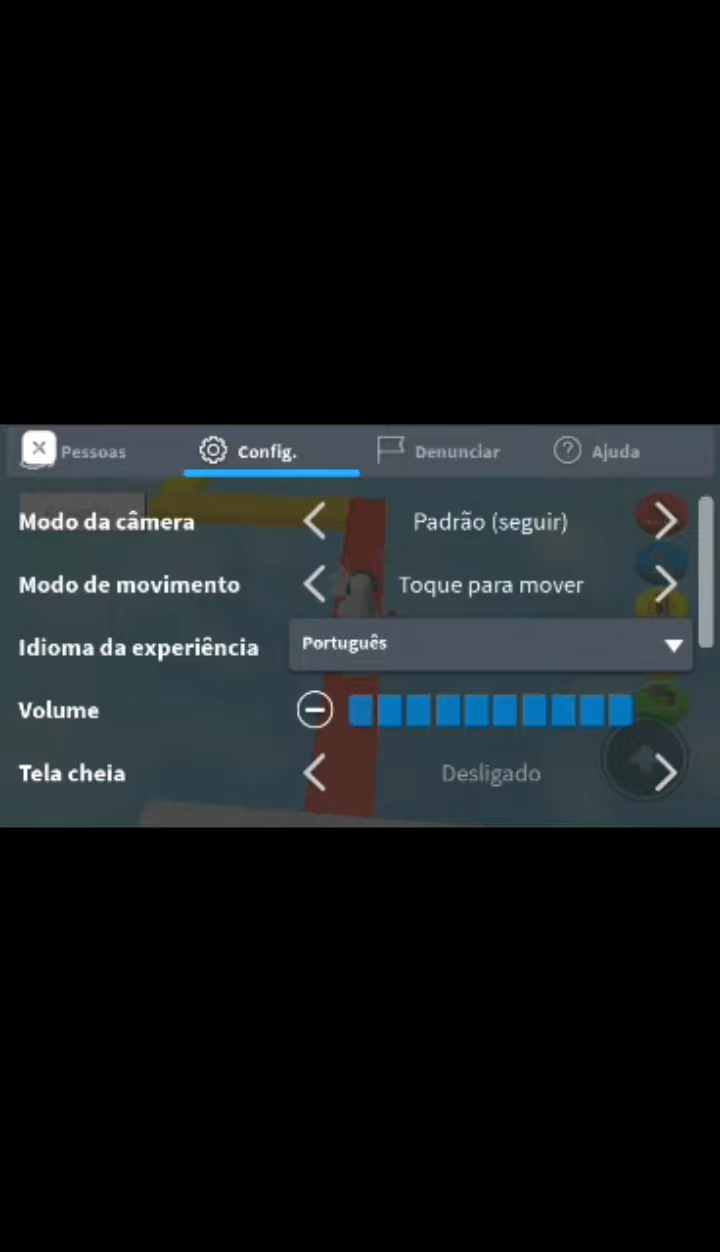 Pessoas Config. Denunciar Ajuda
Modo da câmera Padrão (seguir)
Modo de movimento Toque para mover
Idioma da experiência Português
Volume
Tela cheia Desligado